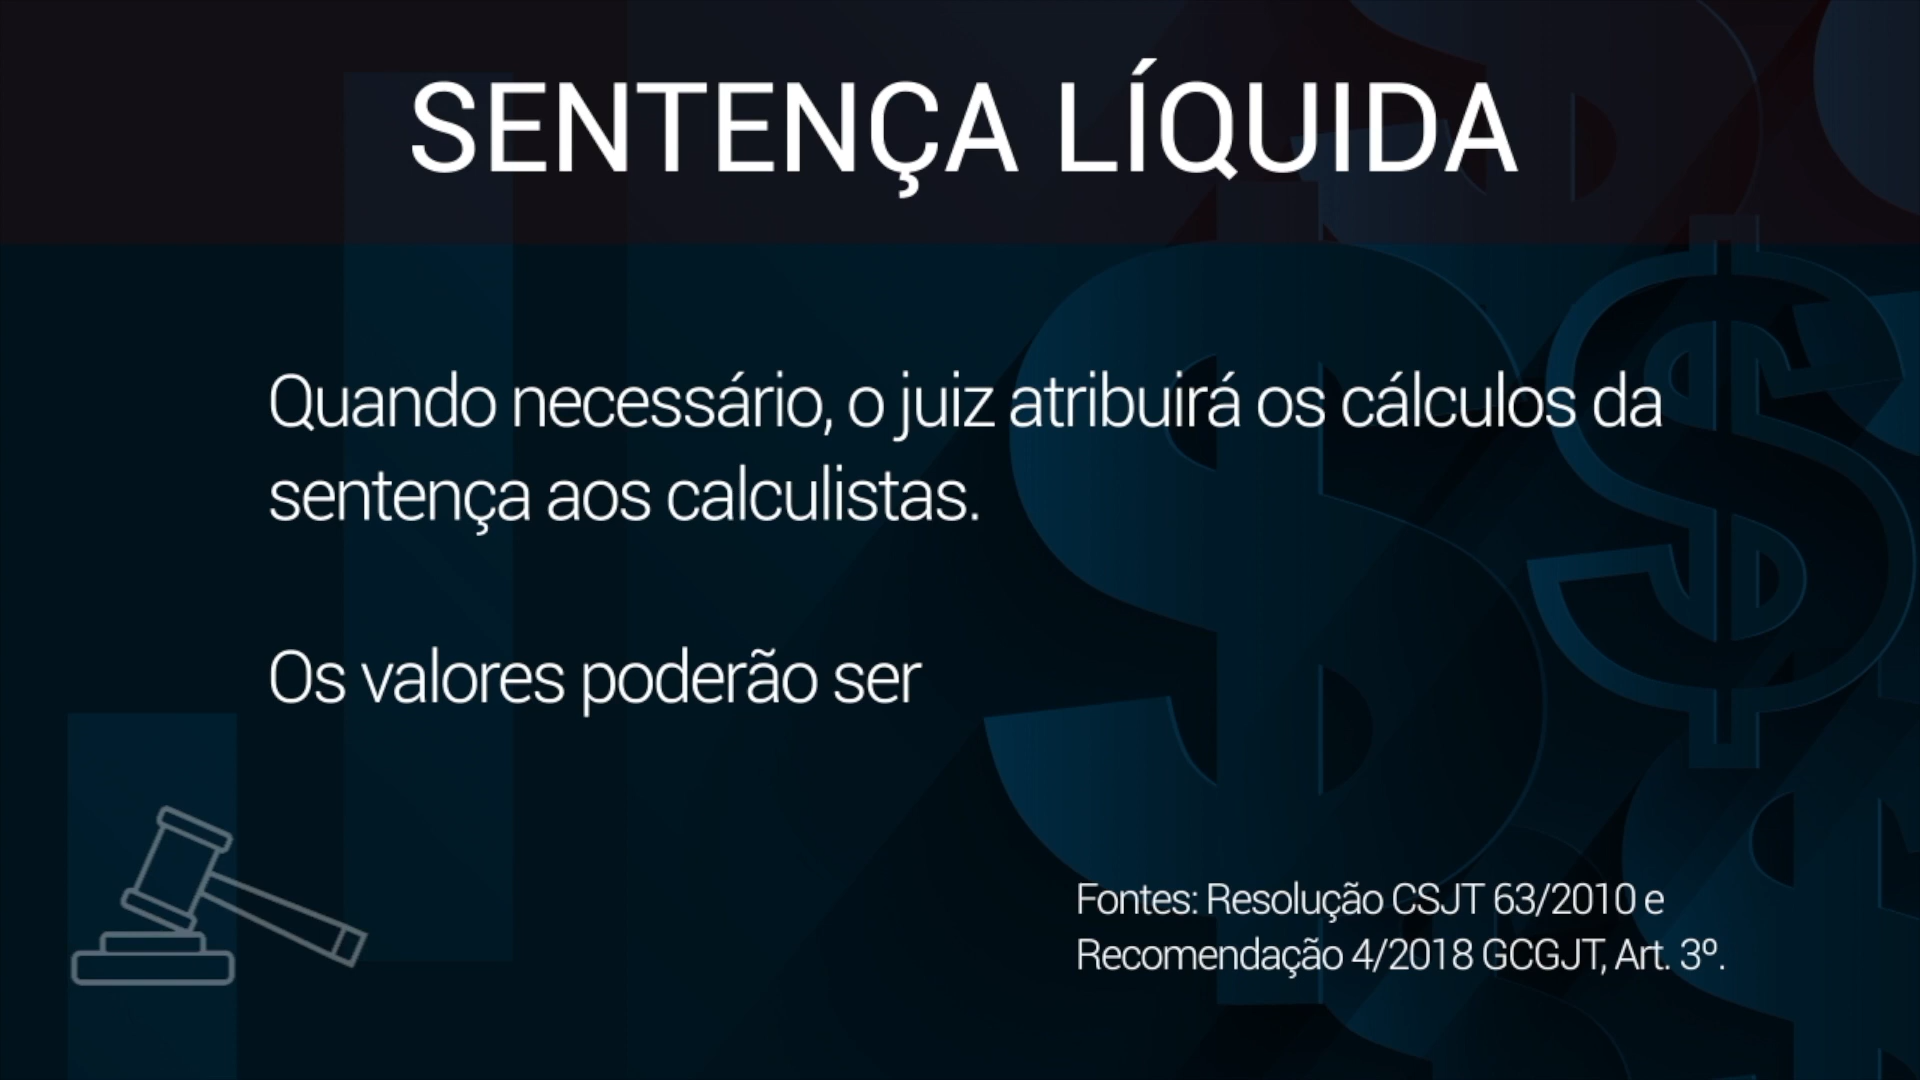 SENTENÇA LÍQUIDA
Quando necessário, o juiz atribuirá os cálculos da
sentença aos calculistas.
Os valores poderão ser
Fontes: Resolução CSJT 63/2010 e
Recomendação 4/2018 GCGJT, Art. 3º.